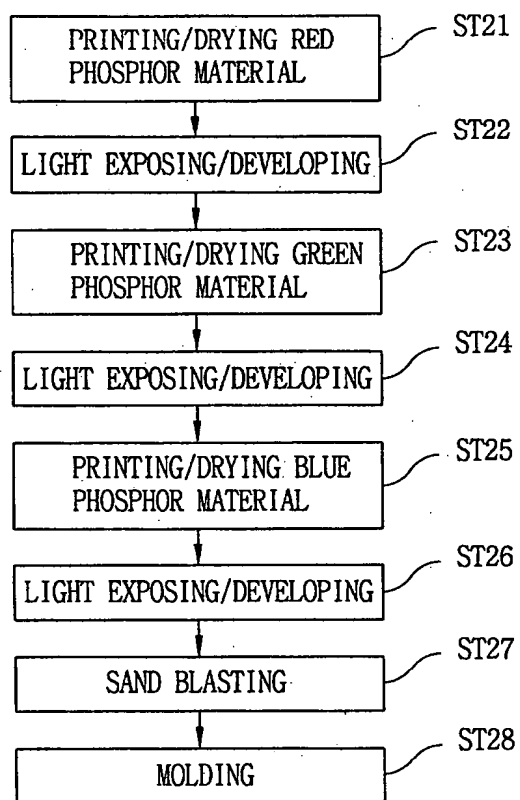 PRINTING/DRYING RED
PHOSPHOR MATERIAL
ST21
LIGHT EXPOSING/DEVELOPING
ST22
PRINTING/DRYING GREEN
PHOSPHOR MATERIAL
ST23
LIGHT EXPOSING/DEVELOPING
ST24
PRINTING/DRYING BLUE
PHOSPHOR MATERIAL
ST25
LIGHT EXPOSING/DEVELOPING
ST26
SAND BLASTING
ST27
MOLDING
ST28